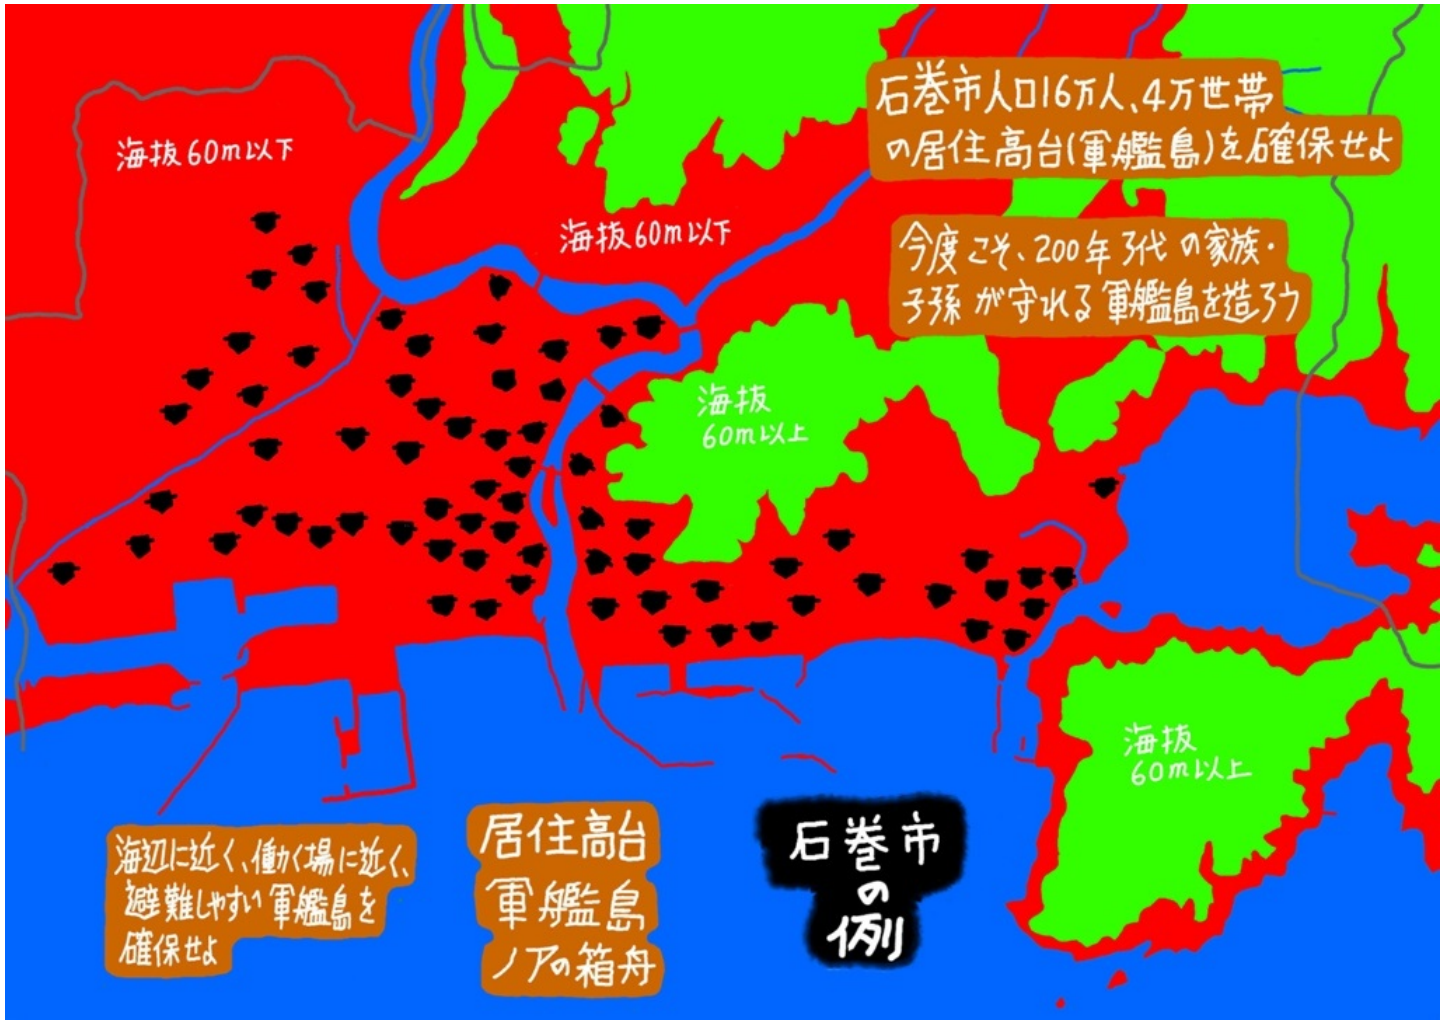 石巻市人口16万人、4万世帯
の居住高台(軍艦島)を確保せよ
海抜60m以下
海抜60m以下
今度こそ、200年3代の家族・
子孫が守れる軍艦島を造ろう
海抜
60m以上
海抜
60m以上
海辺に近く、働く場に近く、
避難しやすい軍艦島を
確保せよ
居住高台
軍艦島
ノアの箱舟
石巻市
の
例